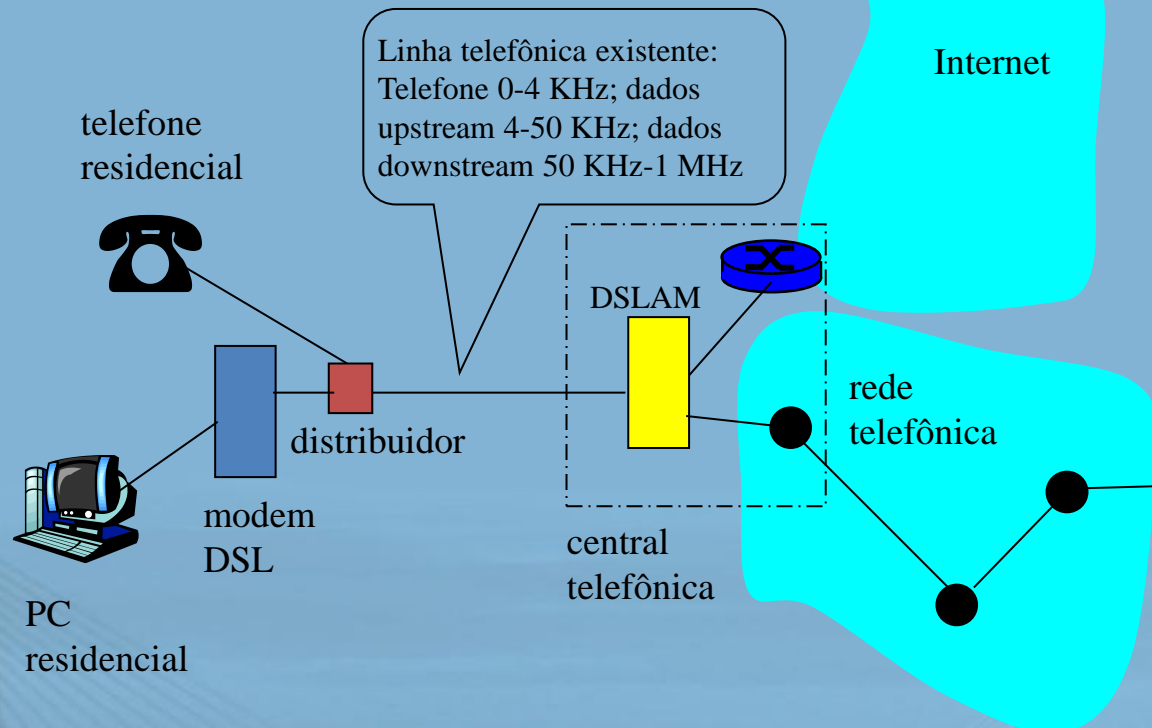 Linha telefônica existente:
Telefone 0-4 KHz; dados
upstream 4-50 KHz; dados
downstream 50 KHz-1 MHz
Internet
telefone
residencial
DSLAM
rede
telefônica
distribuidor
modem
DSL
central
telefônica
PC
residencial